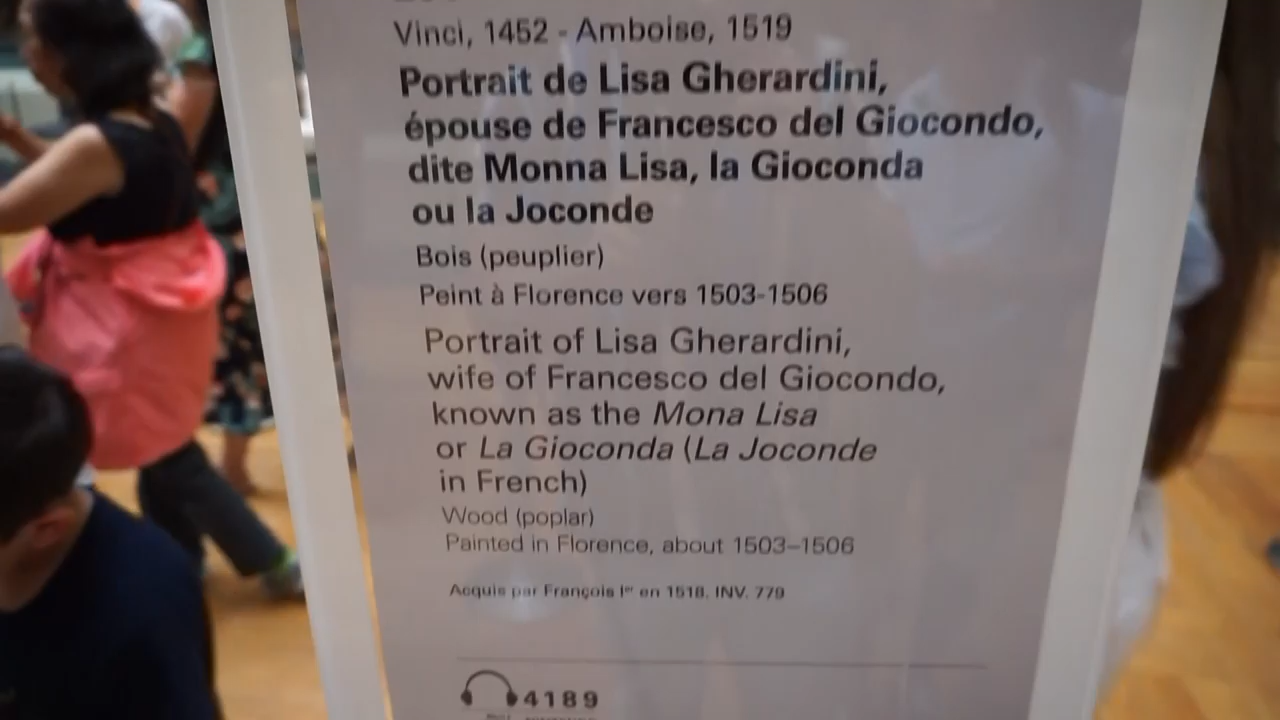 Vinci, 1452 - Amboise, 1519
Portrait de Lisa Gherardini,
épouse de Francesco del Giocondo,
dite Monna Lisa, la Gioconda
ou la Joconde
Bois (peuplier)
Peint à Florence vers 1503-1506
Portrait of Lisa Gherardini,
wife of Francesco del Giocondo,
known as the Mona Lisa
or La Gioconda (La Joconde
in French)
Wood (poplar)
Painted in Florence, about 1503–1506
Acquis par François Iᵉʳ en 1518. INV. 779
4189